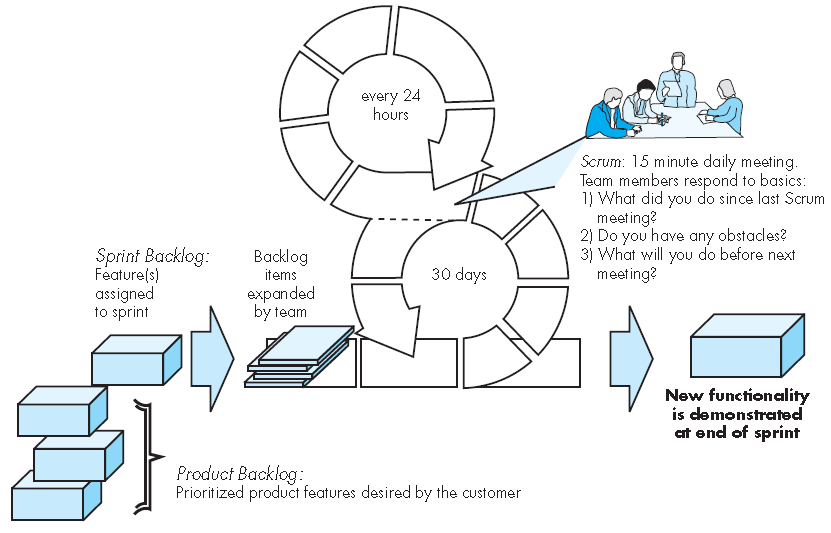 every 24
hours
Scrum: 15 minute daily meeting.
Team members respond to basics:
1) What did you do since last Scrum
meeting?
2) Do you have any obstacles?
3) What will you do before next
meeting?
Sprint Backlog:
Feature(s)
assigned
to sprint
Backlog
items
expanded
by team
30 days
New functionality
is demonstrated
at end of sprint
Product Backlog:
Prioritized product features desired by the customer